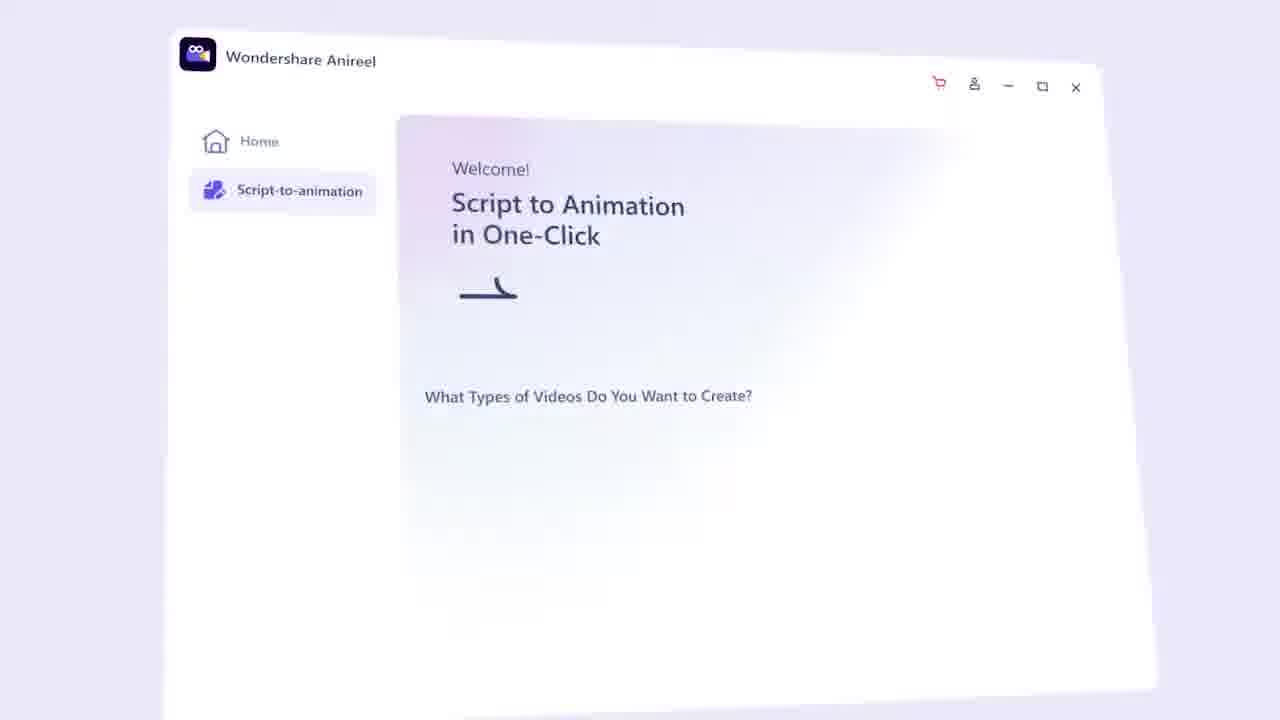 Wondershare Anireel
Home
Script-to-animation
Welcome!
Script to Animation
in One-Click
What Types of Videos Do You Want to Create?